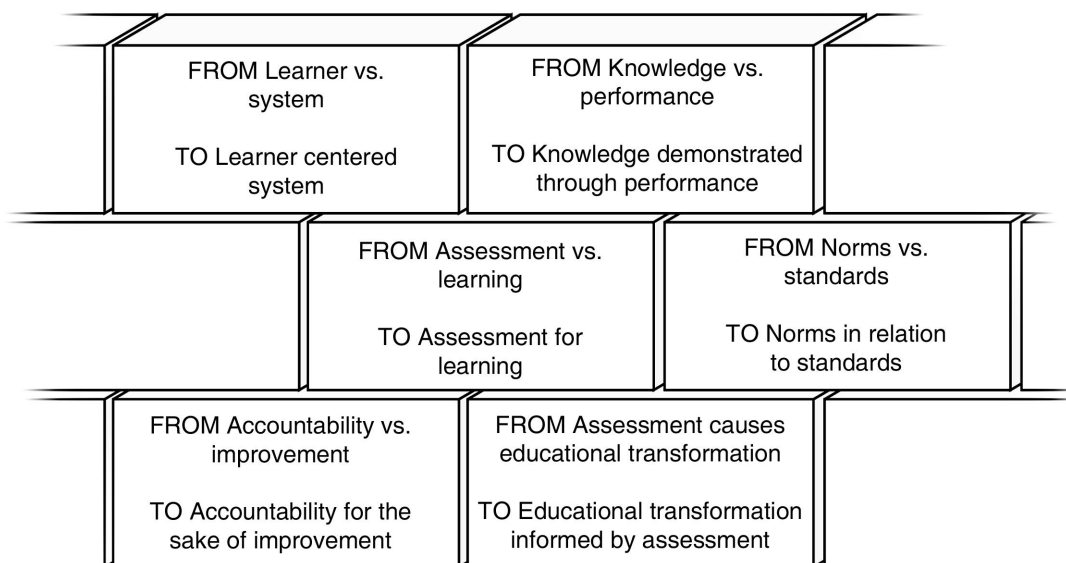 FROM Learner vs.
system
TO Learner centered
system
FROM Knowledge vs.
performance
TO Knowledge demonstrated
through performance
FROM Assessment vs.
learning
TO Assessment for
learning
FROM Norms vs.
standards
TO Norms in relation
to standards
FROM Accountability vs.
improvement
TO Accountability for the
sake of improvement
FROM Assessment causes
educational transformation
TO Educational transformation
informed by assessment